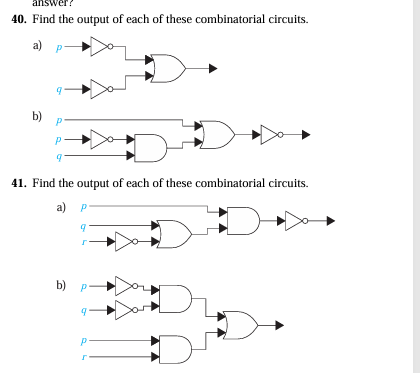 answer?
40. Find the output of each of these combinatorial circuits.
a) p
q
b) p
p
q
41. Find the output of each of these combinatorial circuits.
a) p
q
r
b) p
q
p
r